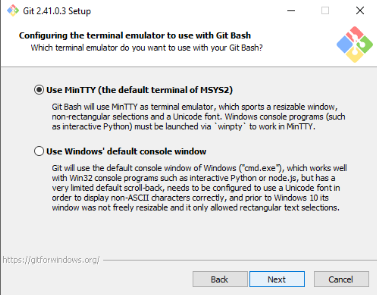 Git 2.41.0.3 Setup
Configuring the terminal emulator to use with Git Bash
Which terminal emulator do you want to use with your Git Bash?
Use MinTTY (the default terminal of MSYS2)
Git Bash will use MinTTY as terminal emulator, which sports a resizable window,
non-rectangular selections and a Unicode font. Windows console programs (such
as interactive Python) must be launched via `winpty` to work in MinTTY.
Use Windows' default console window
Git will use the default console window of Windows ("cmd.exe"), which works well
with Win32 console programs such as interactive Python or node.js, but has a
very limited default scroll-back, needs to be configured to use a Unicode font in
order to display non-ASCII characters correctly, and prior to Windows 10 its
window was not freely resizable and it only allowed rectangular text selections.
https://gitforwindows.org/
Back
Next
Cancel